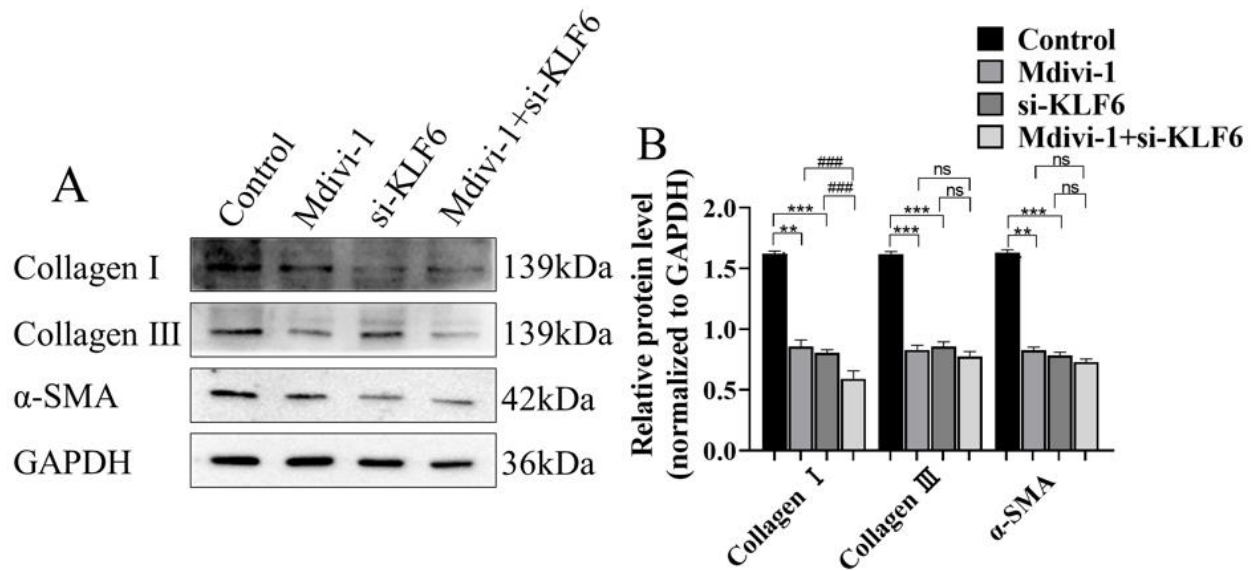 A
Control
Mdivi-1
si-KLF6
Mdivi-1+si-KLF6
Collagen I
139kDa
Collagen III
139kDa
α-SMA
42kDa
GAPDH
36kDa
B
Control
Mdivi-1
si-KLF6
Mdivi-1+si-KLF6
Relative protein level
(normalized to GAPDH)
2.0
1.5
1.0
0.5
0.0
###
###
***
**
ns
ns
***
***
ns
ns
***
**
Collagen Ⅰ
Collagen Ⅲ
α-SMA